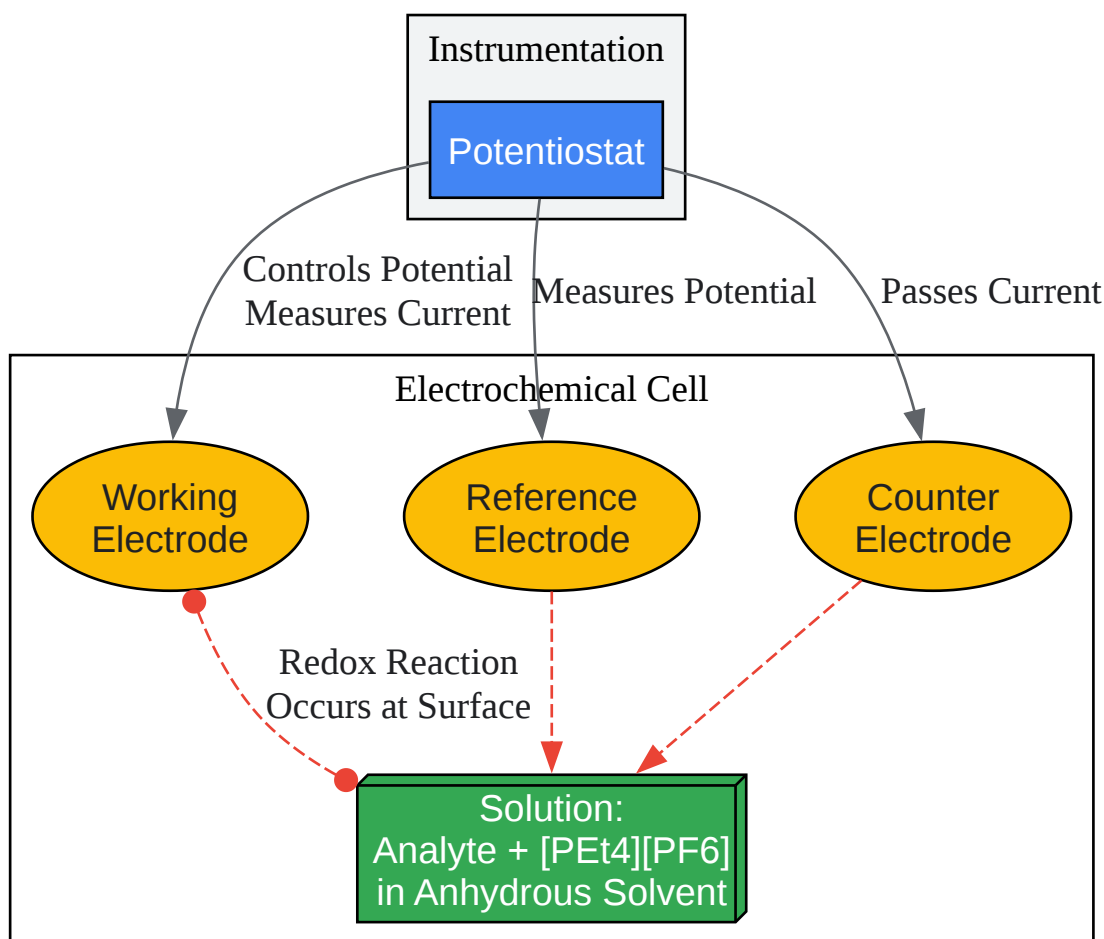 Instrumentation
Potentiostat
Controls Potential
Measures Current
Measures Potential
Passes Current
Electrochemical Cell
Working
Electrode
Reference
Electrode
Counter
Electrode
Redox Reaction
Occurs at Surface
Solution:
Analyte + [PEt4][PF6]
in Anhydrous Solvent